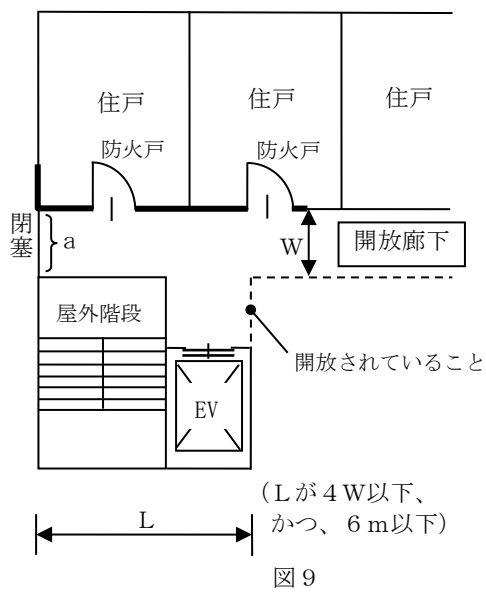 住戸
住戸
住戸
防火戸
防火戸
閉塞
a
W
開放廊下
屋外階段
開放されていること
EV
L
（Ｌが４Ｗ以下、
かつ、６ｍ以下）
図９